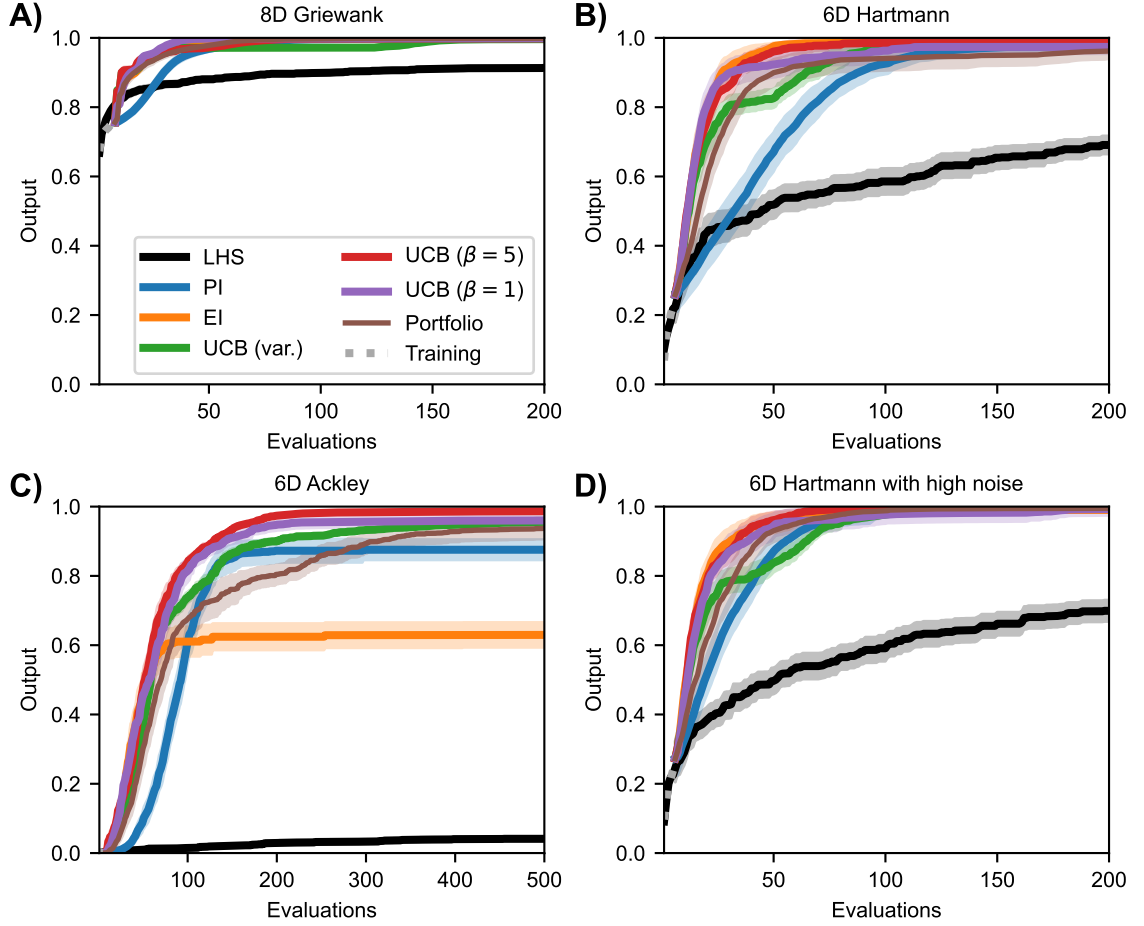 A)
8D Griewank
1.0
0.8
0.6
0.4
0.2
0.0
Output
50
100
150
200
Evaluations
LHS
PI
EI
UCB (var.)
UCB (β = 5)
UCB (β = 1)
Portfolio
Training
B)
6D Hartmann
1.0
0.8
0.6
0.4
0.2
0.0
Output
50
100
150
200
Evaluations
C)
6D Ackley
1.0
0.8
0.6
0.4
0.2
0.0
Output
100
200
300
400
500
Evaluations
D)
6D Hartmann with high noise
1.0
0.8
0.6
0.4
0.2
0.0
Output
50
100
150
200
Evaluations